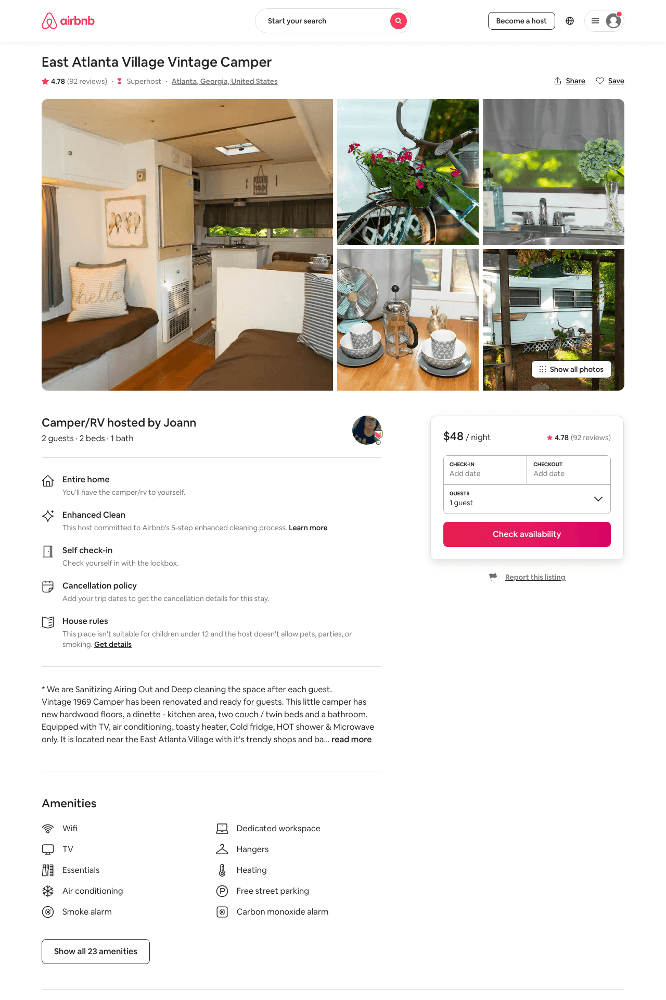 airbnb
Start your search
Become a host
East Atlanta Village Vintage Camper
4.78 (92 reviews) · Superhost · Atlanta, Georgia, United States
Share
Save
hello
Show all photos
Camper/RV hosted by Joann
2 guests · 2 beds · 1 bath
Entire home
You’ll have the camper/rv to yourself.
Enhanced Clean
This host committed to Airbnb's 5-step enhanced cleaning process. Learn more
Self check-in
Check yourself in with the lockbox.
Cancellation policy
Add your trip dates to get the cancellation details for this stay.
House rules
This place isn’t suitable for children under 12 and the host doesn’t allow pets, parties, or
smoking. Get details
$48 / night
4.78 (92 reviews)
CHECK-IN
Add date
CHECKOUT
Add date
GUESTS
1 guest
Check availability
Report this listing
* We are Sanitizing Airing Out and Deep cleaning the space after each guest.
Vintage 1969 Camper has been renovated and ready for guests. This little camper has
new hardwood floors, a dinette - kitchen area, two couch / twin beds and a bathroom.
Equipped with TV, air conditioning, toasty heater, Cold fridge, HOT shower & Microwave
only. It is located near the East Atlanta Village with it's trendy shops and ba... read more
Amenities
Wifi
Dedicated workspace
TV
Hangers
Essentials
Heating
Air conditioning
Free street parking
Smoke alarm
Carbon monoxide alarm
Show all 23 amenities